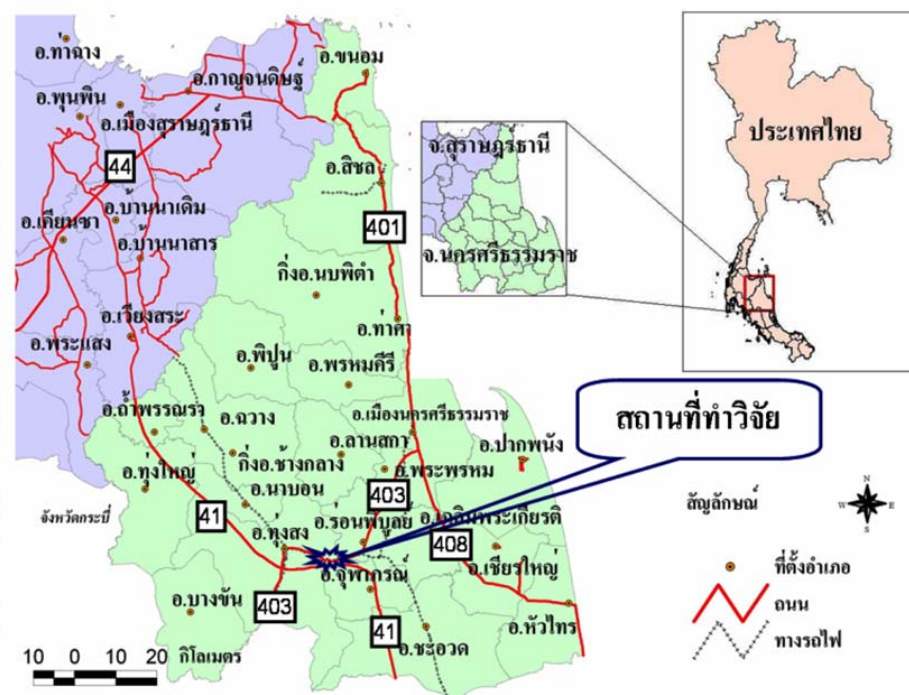 อ.ท่าฉาง
อ.ขนอม
อ.กาญจนดิษฐ์
อ.พุนพิน
อ.เมืองสุราษฎร์ธานี
ประเทศไทย
44
อ.สิชล
จ.สุราษฎร์ธานี
อ.บ้านนาเดิม
อ.เคียนซา
401
อ.บ้านนาสาร
จ.นครศรีธรรมราช
กิ่งอ.นบพิตำ
อ.ท่าศา
อ.เวียงสระ
อ.พระแสง
อ.พิปูน
อ.พรหมคีรี
อ.ถ้ำพรรณรา
อ.ฉวาง
อ.เมืองนครศรีธรรมราช
สถานที่ทำวิจัย
อ.ลานสกา
อ.ปากพนัง
กิ่งอ.ช้างกลาง
อ.พระพรหม
อ.ทุ่งใหญ่
อ.นาบอน
403
สัญลักษณ์
N
W
E
S
จังหวัดกระบี่
41
อ.ร่อนพิบูลย์
อ.เฉลิมพระเกียรติ
อ.ทุ่งสง
408
อ.เชียรใหญ่
ที่ตั้งอำเภอ
อ.จุฬาภรณ์
403
อ.บางขัน
ถนน
อ.หัวไทร
41
ทางรถไฟ
อ.ชะอวด
10 0 10 20 กิโลเมตร